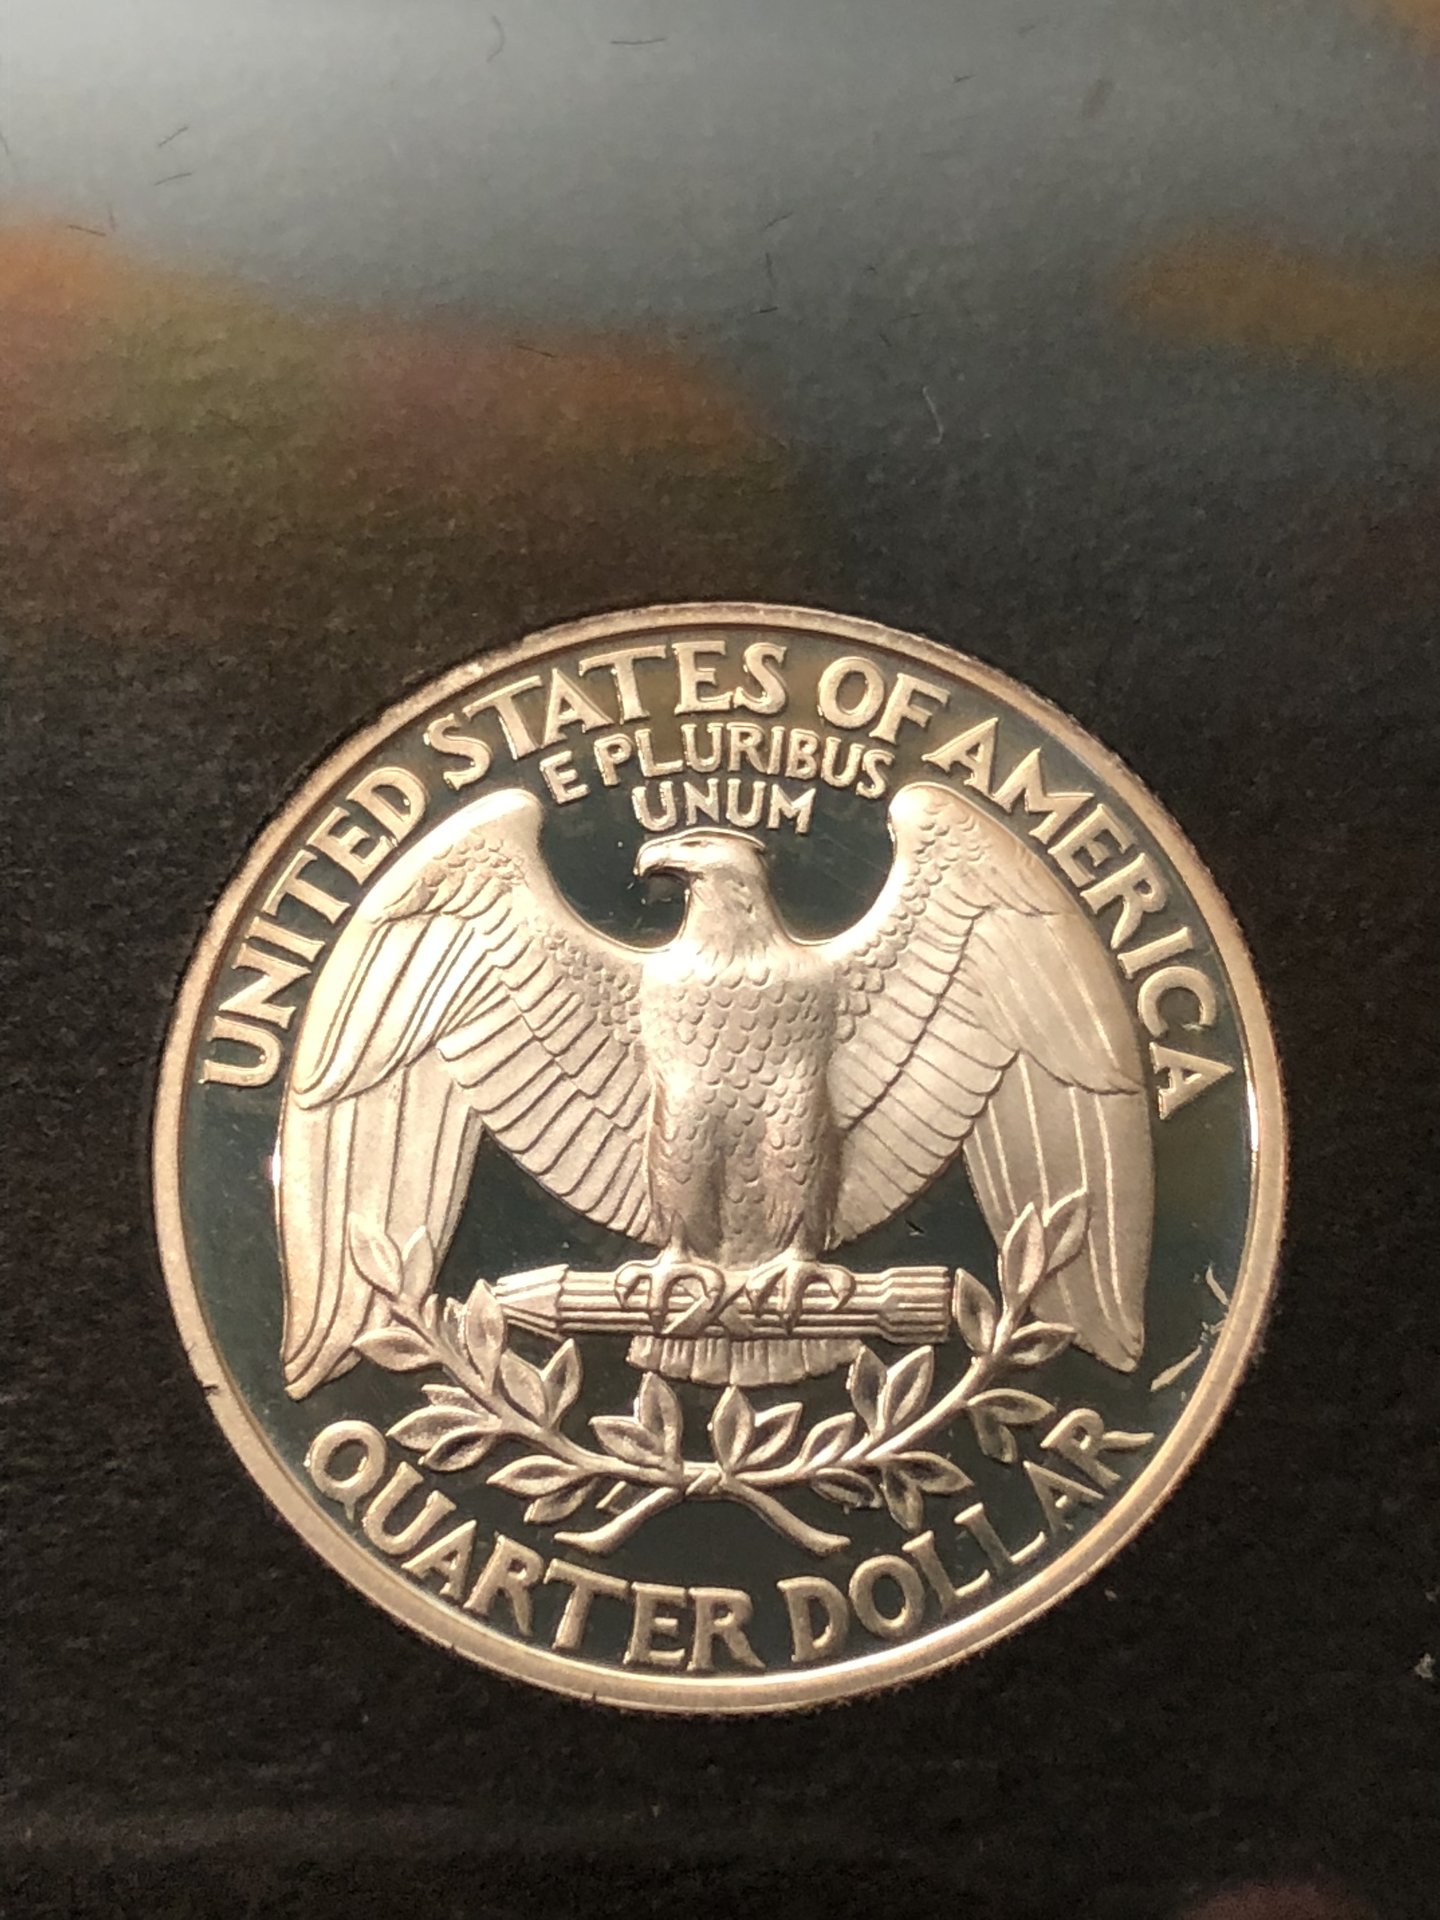 UNITED STATES OF AMERICA
E PLURIBUS
UNUM
QUARTER DOLLAR